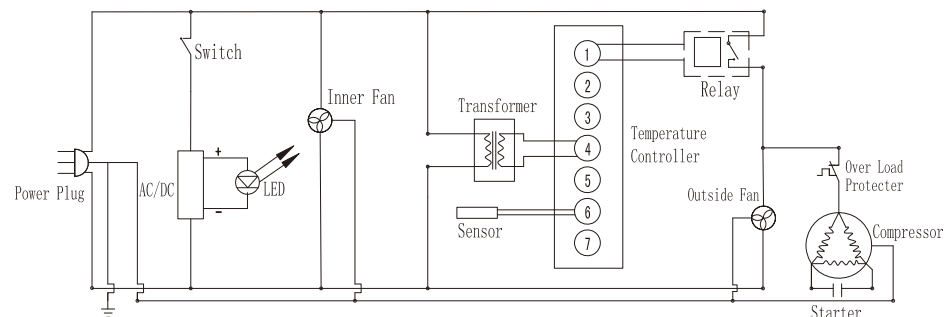 Switch
Inner Fan
Power Plug
+
AC/DC
LED
-
Transformer
Sensor
1
2
3
4
5
6
7
Temperature
Controller
Relay
Over Load
Protecter
Outside Fan
Compressor
Starter